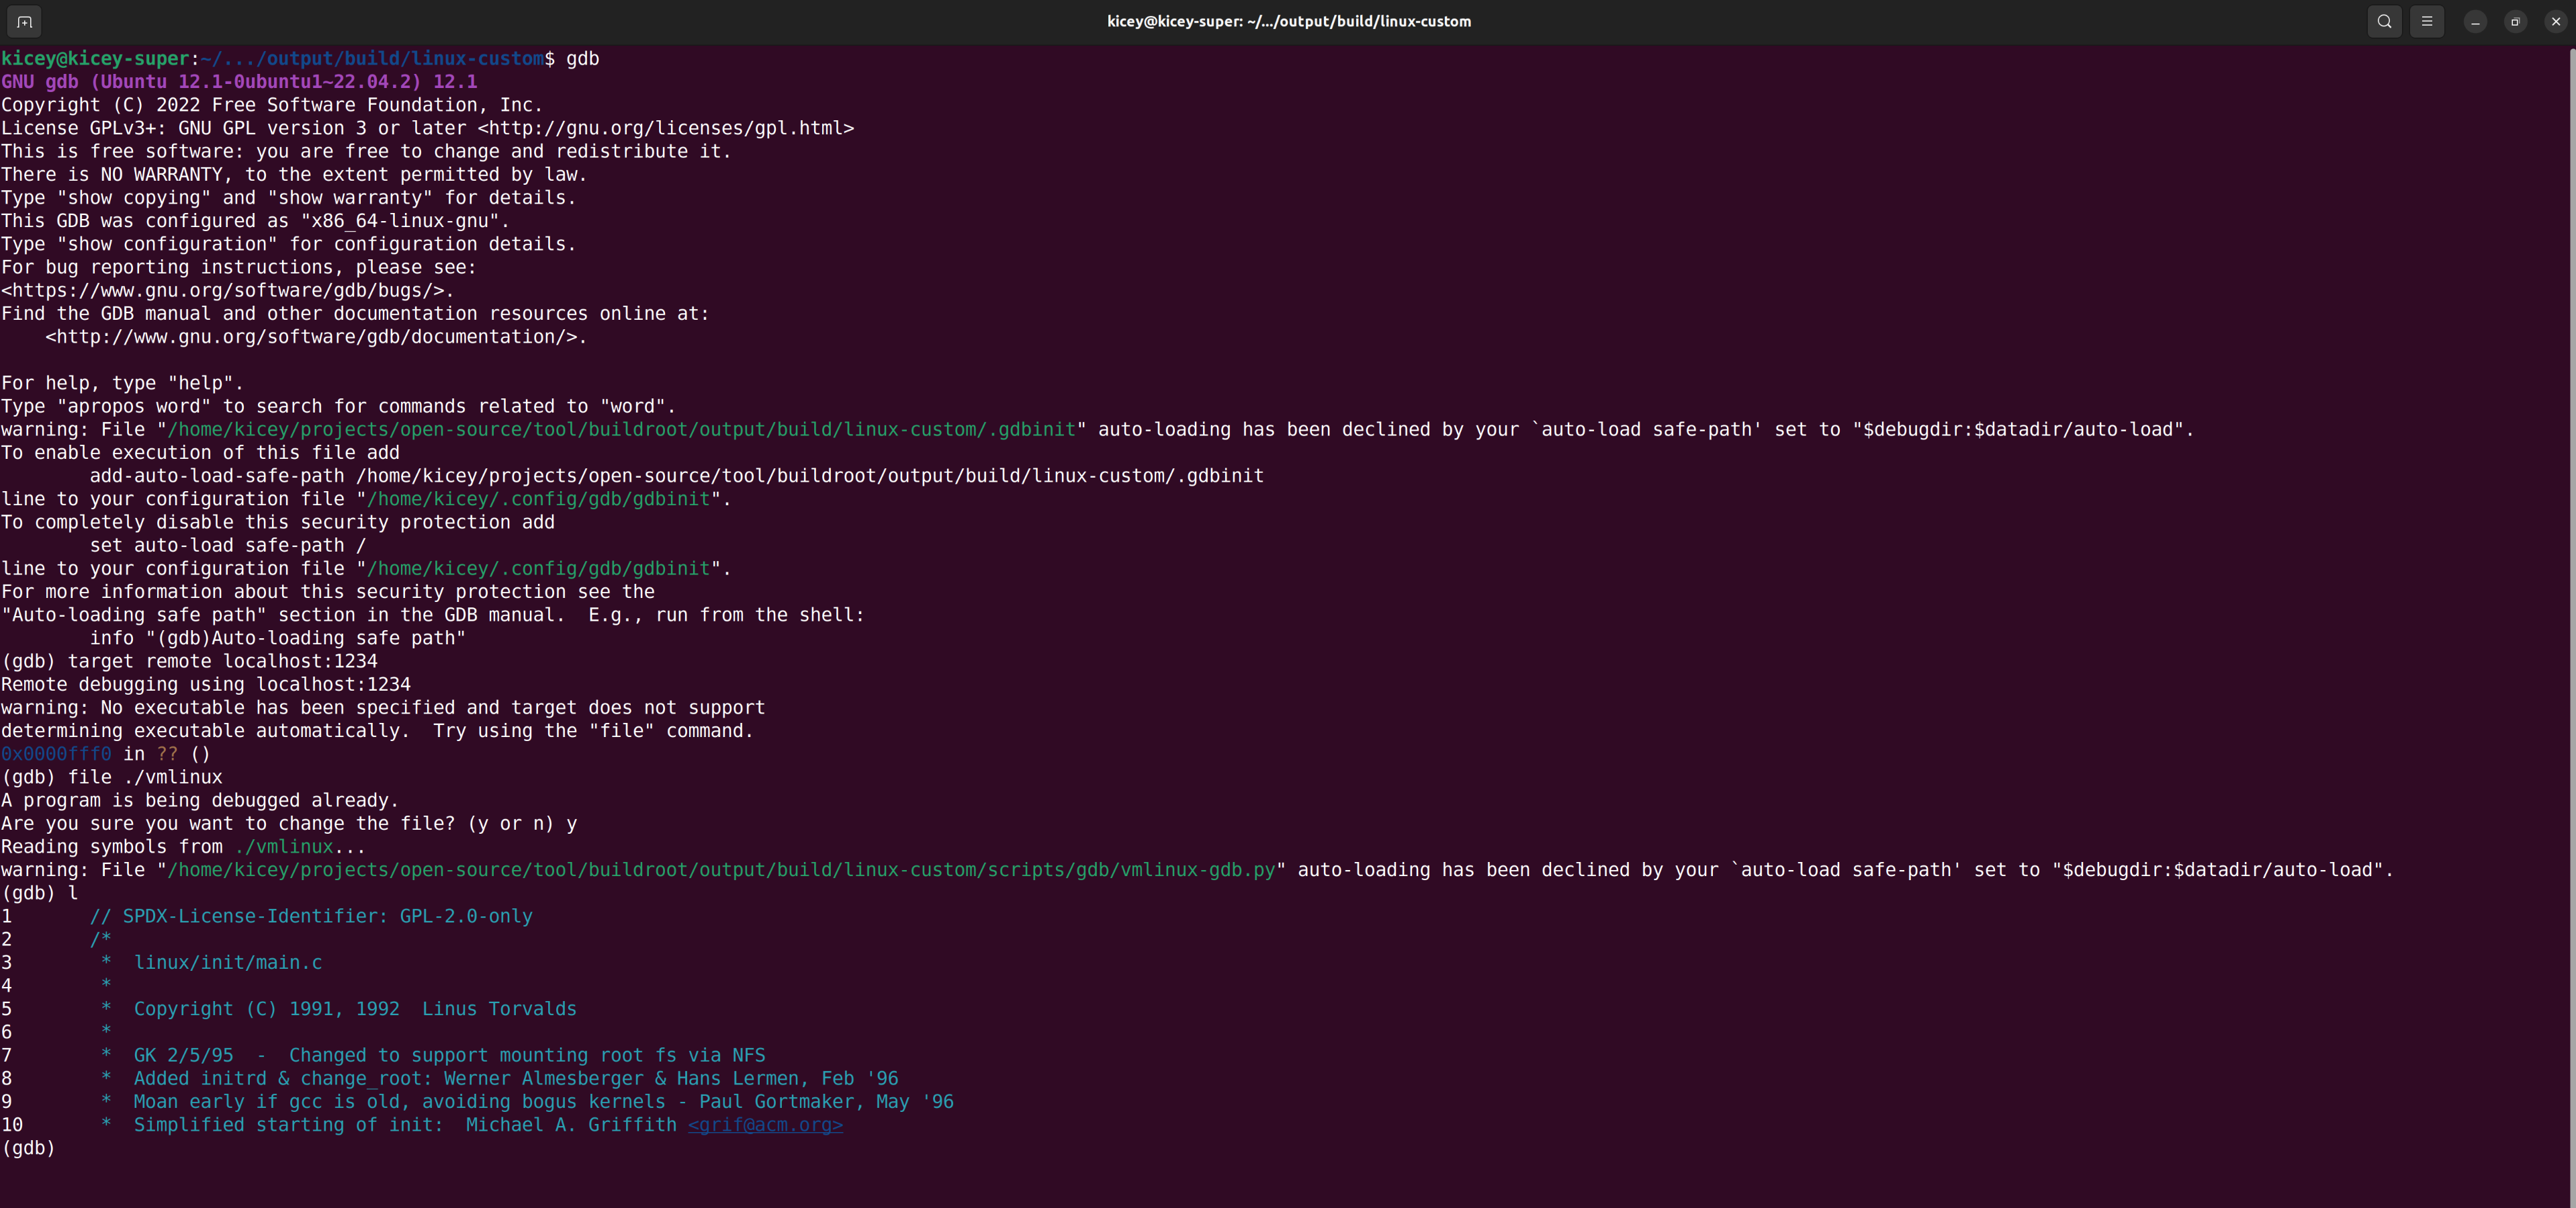 kicey@kicey-super: ~/.../output/build/linux-custom
kicey@kicey-super:~/.../output/build/linux-custom$ gdb
GNU gdb (Ubuntu 12.1-0ubuntu1~22.04.2) 12.1
Copyright (C) 2022 Free Software Foundation, Inc.
License GPLv3+: GNU GPL version 3 or later <http://gnu.org/licenses/gpl.html>
This is free software: you are free to change and redistribute it.
There is NO WARRANTY, to the extent permitted by law.
Type "show copying" and "show warranty" for details.
This GDB was configured as "x86_64-linux-gnu".
Type "show configuration" for configuration details.
For bug reporting instructions, please see:
<https://www.gnu.org/software/gdb/bugs/>.
Find the GDB manual and other documentation resources online at:
    <http://www.gnu.org/software/gdb/documentation/>.

For help, type "help".
Type "apropos word" to search for commands related to "word".
warning: File "/home/kicey/projects/open-source/tool/buildroot/output/build/linux-custom/.gdbinit" auto-loading has been declined by your `auto-load safe-path' set to "$debugdir:$datadir/auto-load".
To enable execution of this file add
        add-auto-load-safe-path /home/kicey/projects/open-source/tool/buildroot/output/build/linux-custom/.gdbinit
line to your configuration file "/home/kicey/.config/gdb/gdbinit".
To completely disable this security protection add
        set auto-load safe-path /
line to your configuration file "/home/kicey/.config/gdb/gdbinit".
For more information about this security protection see the
"Auto-loading safe path" section in the GDB manual.  E.g., run from the shell:
        info "(gdb)Auto-loading safe path"
(gdb) target remote localhost:1234
Remote debugging using localhost:1234
warning: No executable has been specified and target does not support
determining executable automatically.  Try using the "file" command.
0x0000fff0 in ?? ()
(gdb) file ./vmlinux
A program is being debugged already.
Are you sure you want to change the file? (y or n) y
Reading symbols from ./vmlinux...
warning: File "/home/kicey/projects/open-source/tool/buildroot/output/build/linux-custom/scripts/gdb/vmlinux-gdb.py" auto-loading has been declined by your `auto-load safe-path' set to "$debugdir:$datadir/auto-load".
(gdb) l
1       // SPDX-License-Identifier: GPL-2.0-only
2       /*
3        *  linux/init/main.c
4        *
5        *  Copyright (C) 1991, 1992  Linus Torvalds
6        *
7        *  GK 2/5/95  -  Changed to support mounting root fs via NFS
8        *  Added initrd & change_root: Werner Almesberger & Hans Lermen, Feb '96
9        *  Moan early if gcc is old, avoiding bogus kernels - Paul Gortmaker, May '96
10       *  Simplified starting of init:  Michael A. Griffith <grif@acm.org>
(gdb)